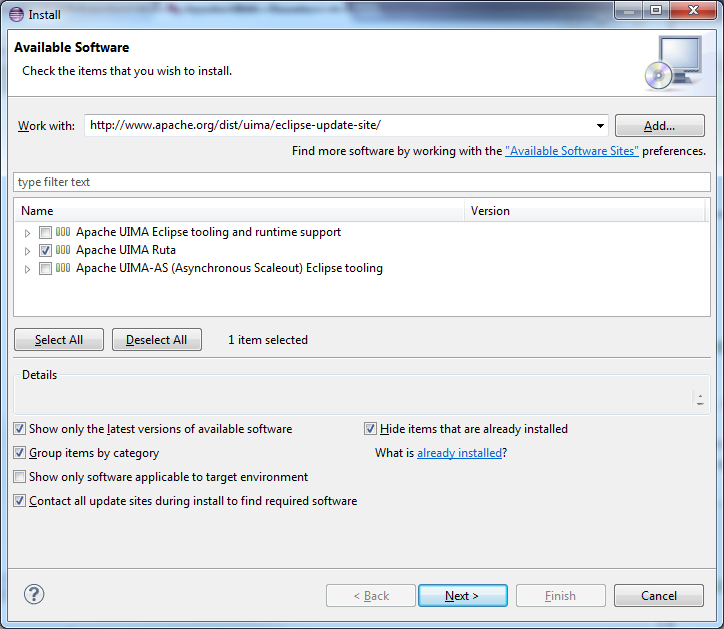 Install
Available Software
Check the items that you wish to install.
Work with: http://www.apache.org/dist/uima/eclipse-update-site/ Add...
Find more software by working with the "Available Software Sites" preferences.
type filter text
Name Version
Apache UIMA Eclipse tooling and runtime support
Apache UIMA Ruta
Apache UIMA-AS (Asynchronous Scaleout) Eclipse tooling
Select All Deselect All 1 item selected
Details
Show only the latest versions of available software Hide items that are already installed
Group items by category What is already installed?
Show only software applicable to target environment
Contact all update sites during install to find required software
? < Back Next > Finish Cancel